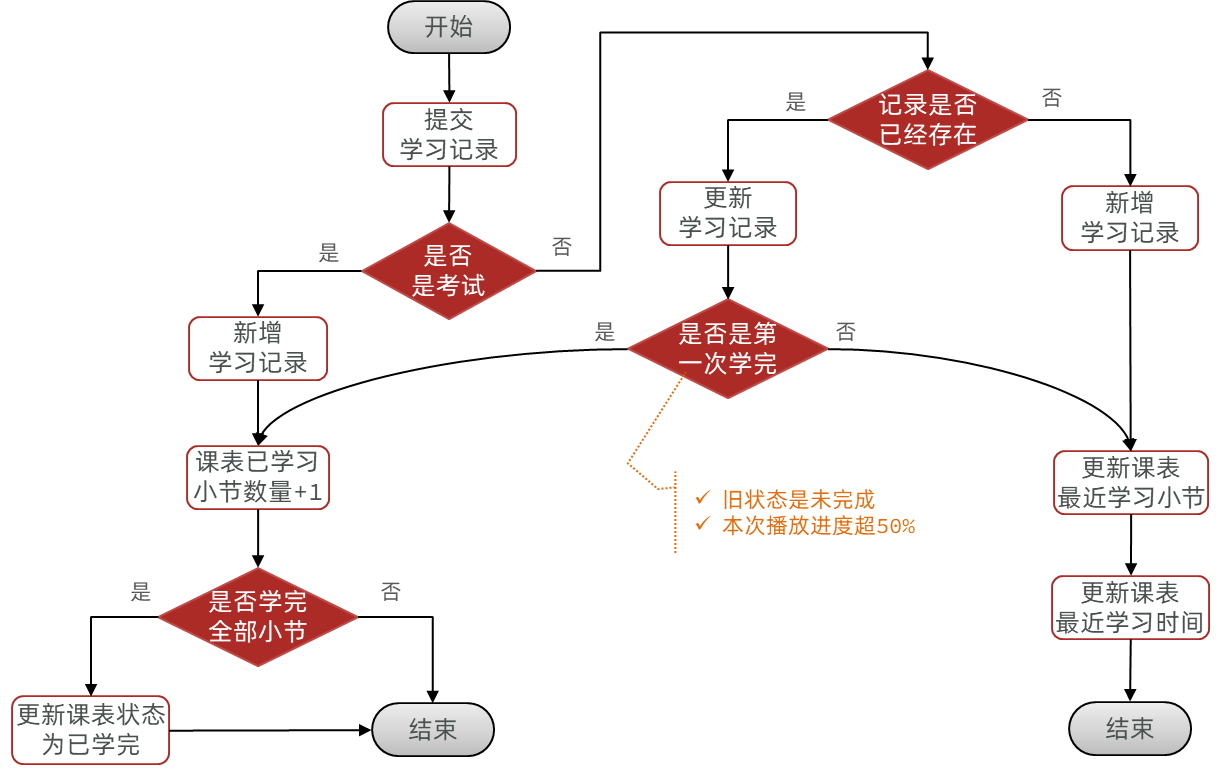 开始
提交
学习记录
是否
是考试
是
否
新增
学习记录
记录是否
已经存在
是
否
更新
学习记录
新增
学习记录
是否是第
一次学完
是
否
课表已学习
小节数量+1
旧状态是未完成
本次播放进度超50%
更新课表
最近学习小节
是否学完
全部小节
是
否
更新课表
最近学习时间
更新课表状态
为已学完
结束
结束